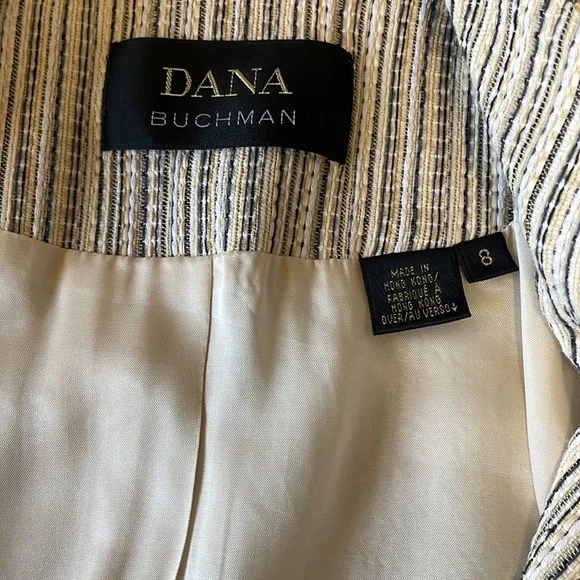 DANA
BUCHMAN
8
MADE IN
HONG KONG/
FABRIQUÉ À
HONG KONG
OVER/AU VERSO↓